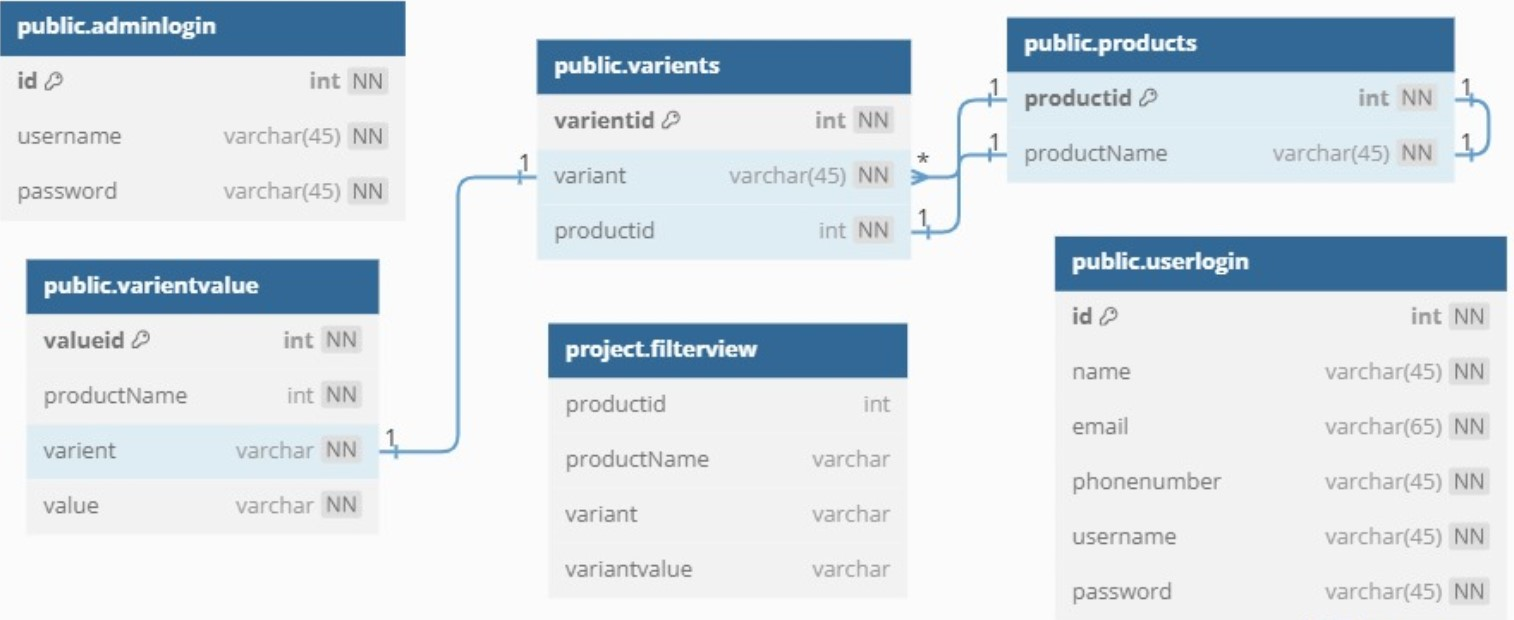 public.adminlogin
id int NN
username varchar(45) NN
password varchar(45) NN
public.varients
varientid int NN
variant varchar(45) NN
productid int NN
public.products
productid int NN
productName varchar(45) NN
public.varientvalue
valueid int NN
productName int NN
varient varchar NN
value varchar NN
project.filterview
productid int
productName varchar
variant varchar
variantvalue varchar
public.userlogin
id int NN
name varchar(45) NN
email varchar(65) NN
phonenumber varchar(45) NN
username varchar(45) NN
password varchar(45) NN
1
1
*
1
1
1
1
1